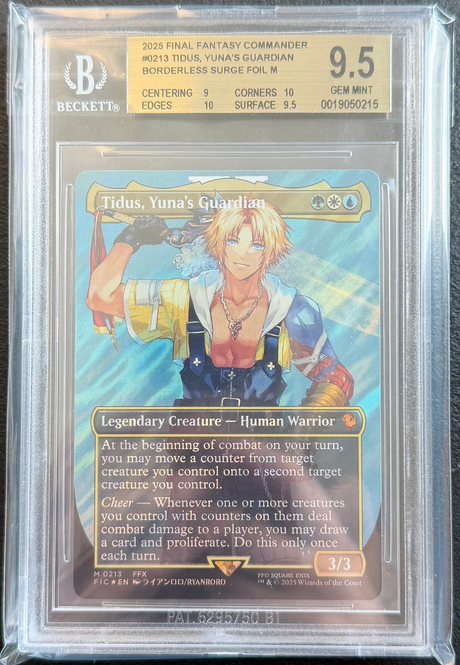 2025 FINAL FANTASY COMMANDER
#0213 TIDUS, YUNA'S GUARDIAN
BORDERLESS SURGE FOIL M
CENTERING 9 CORNERS 10
EDGES 10 SURFACE 9.5
9.5
GEM MINT
0019050215
B
BECKETT®
Tidus, Yuna's Guardian
Legendary Creature — Human Warrior
At the beginning of combat on your turn,
you may move a counter from target
creature you control onto a second target
creature you control.
Cheer — Whenever one or more creatures
you control with counters on them deal
combat damage to a player, you may draw
a card and proliferate. Do this only once
each turn.
3/3
M 0213 FFX
FIC★EN ライアンロロ/RYANRORO
FF© SQUARE ENIX
™ & © 2025 Wizards of the Coast
PAT. 6295750 B1